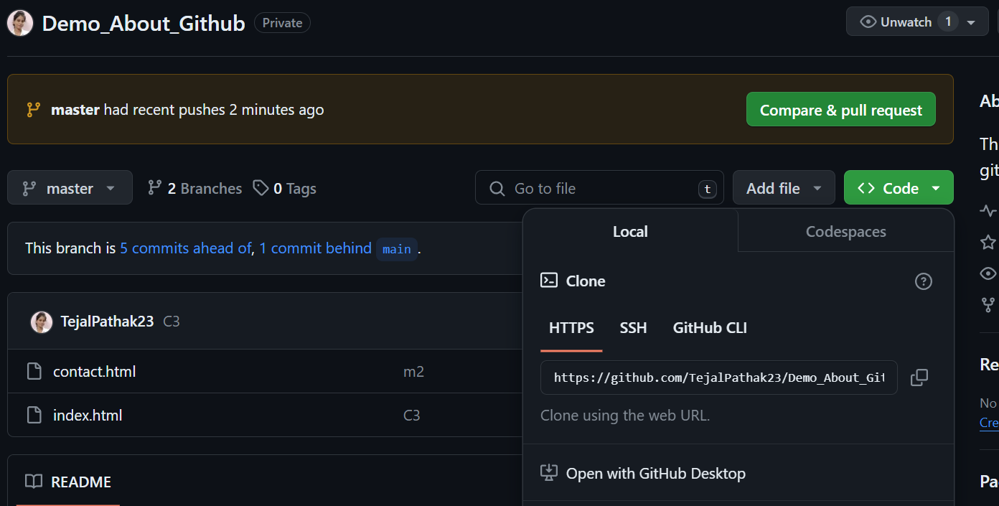 Demo_About_Github Private Unwatch 1
master had recent pushes 2 minutes ago Compare & pull request
master 2 Branches 0 Tags Go to file t Add file Code
Local Codespaces
This branch is 5 commits ahead of, 1 commit behind main .
Clone
TejalPathak23 C3
HTTPS SSH GitHub CLI
contact.html m2
https://github.com/TejalPathak23/Demo_About_Git
index.html C3
Clone using the web URL.
Open with GitHub Desktop
README
Ab
Th
git
Re
No
Cre
Pa